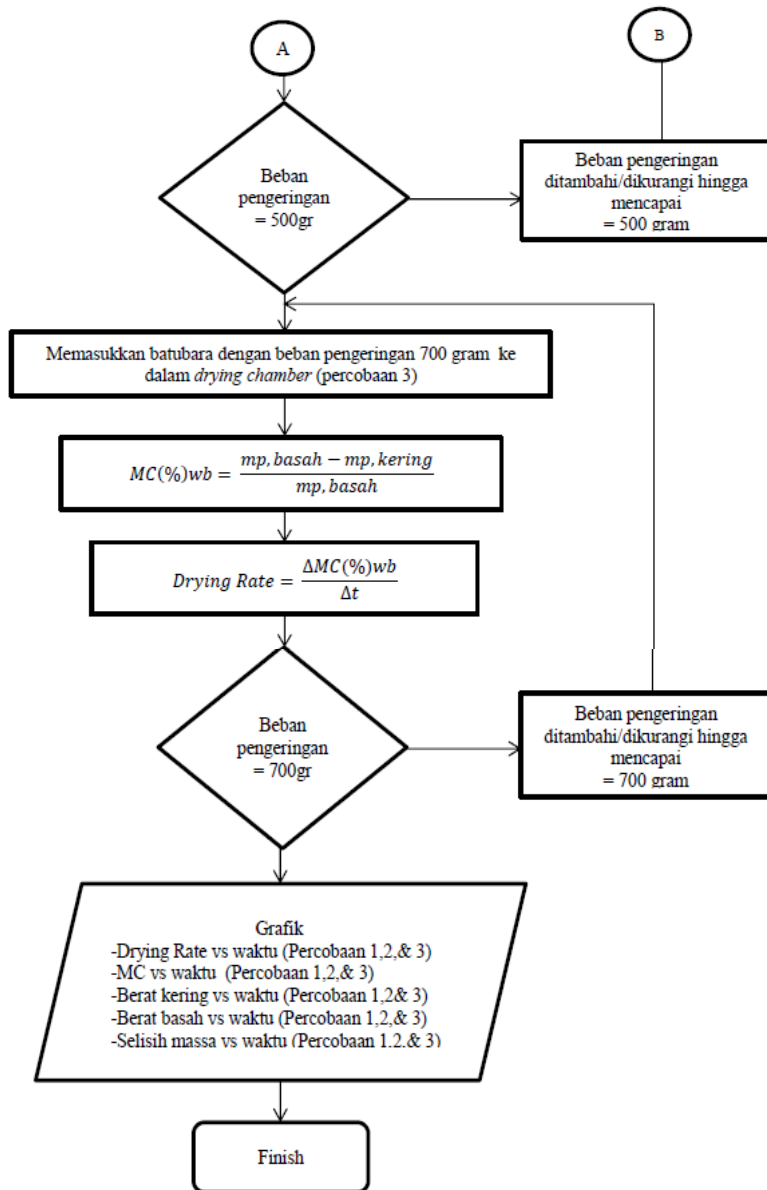 A
B
Beban
pengeringan
= 500gr
Beban pengeringan
ditambahi/dikurangi hingga
mencapai
= 500 gram
Memasukkan batubara dengan beban pengeringan 700 gram ke
dalam drying chamber (percobaan 3)
MC(%)wb = \frac{mp,basah − mp,kering}{mp,basah}
Drying Rate = \frac{ΔMC(%)wb}{Δt}
Beban
pengeringan
= 700gr
Beban pengeringan
ditambahi/dikurangi hingga
mencapai
= 700 gram
Grafik
-Drying Rate vs waktu (Percobaan 1,2,& 3)
-MC vs waktu (Percobaan 1,2,& 3)
-Berat kering vs waktu (Percobaan 1,2& 3)
-Berat basah vs waktu (Percobaan 1,2,& 3)
-Selisih massa vs waktu (Percobaan 1,2,& 3)
Finish